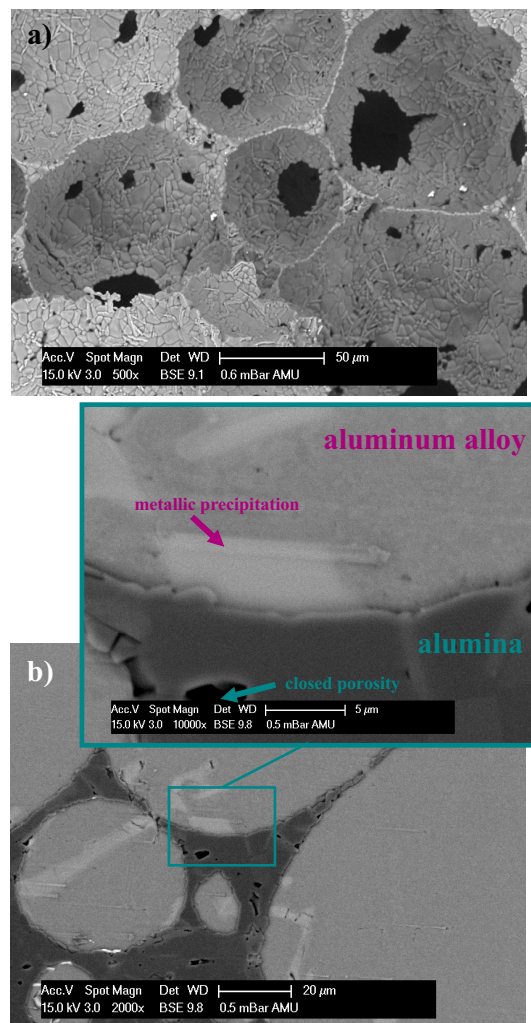 a)
Acc.V Spot Magn Det WD 50 µm
15.0 kV 3.0 500x BSE 9.1 0.6 mBar AMU
aluminum alloy
metallic precipitation
alumina
b)
closed porosity
Acc.V Spot Magn Det WD 5 µm
15.0 kV 3.0 10000x BSE 9.8 0.5 mBar AMU
Acc.V Spot Magn Det WD 20 µm
15.0 kV 3.0 2000x BSE 9.8 0.5 mBar AMU